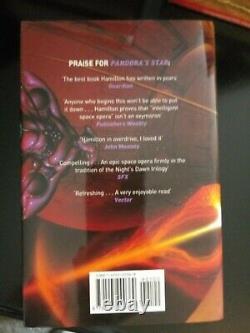 PRAISE FOR PANDORA'S STAR:
'The best book Hamilton has written in years'
Guardian
'Anyone who begins this won't be able to put
it down . . . Hamilton proves that "intelligent
space opera" isn't an oxymoron'
Publishers Weekly
'Hamilton in overdrive, I loved it'
John Meaney
'Compelling . . . An epic space opera firmly in the
tradition of the Night's Dawn trilogy'
SFX
'Refreshing . . . A very enjoyable read'
Vector